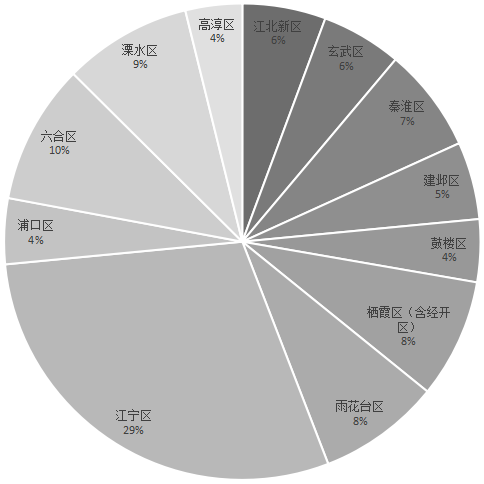 江北新区
6%
玄武区
6%
秦淮区
7%
建邺区
5%
鼓楼区
4%
栖霞区（含经开
区）
8%
雨花台区
8%
江宁区
29%
浦口区
4%
六合区
10%
溧水区
9%
高淳区
4%